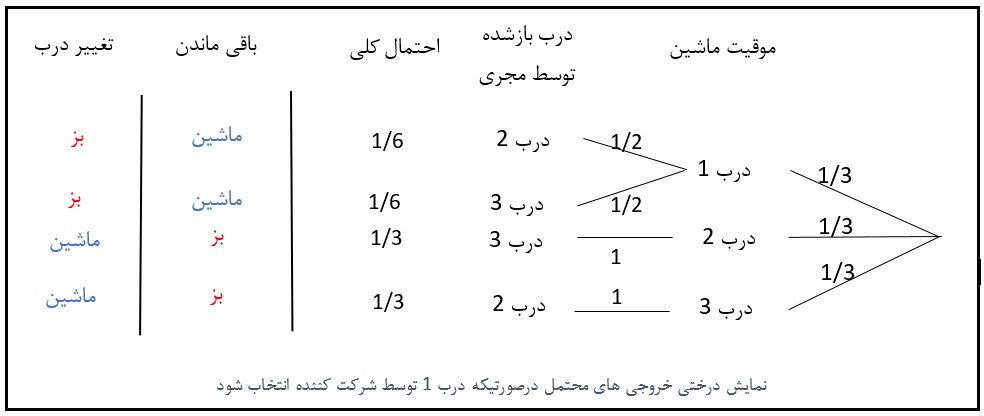 موقیت ماشین
درب بازشده
توسط مجری
احتمال کلی
باقی ماندن
تغییر درب
1/3 درب 1 1/2 درب 2 1/6 ماشین بز
1/2 درب 3 1/6 ماشین بز
1/3 درب 2 1 درب 3 1/3 بز ماشین
1/3 درب 3 1 درب 2 1/3 بز ماشین
نمایش درختی خروجی های محتمل درصورتیکه درب 1 توسط شرکت کننده انتخاب شود